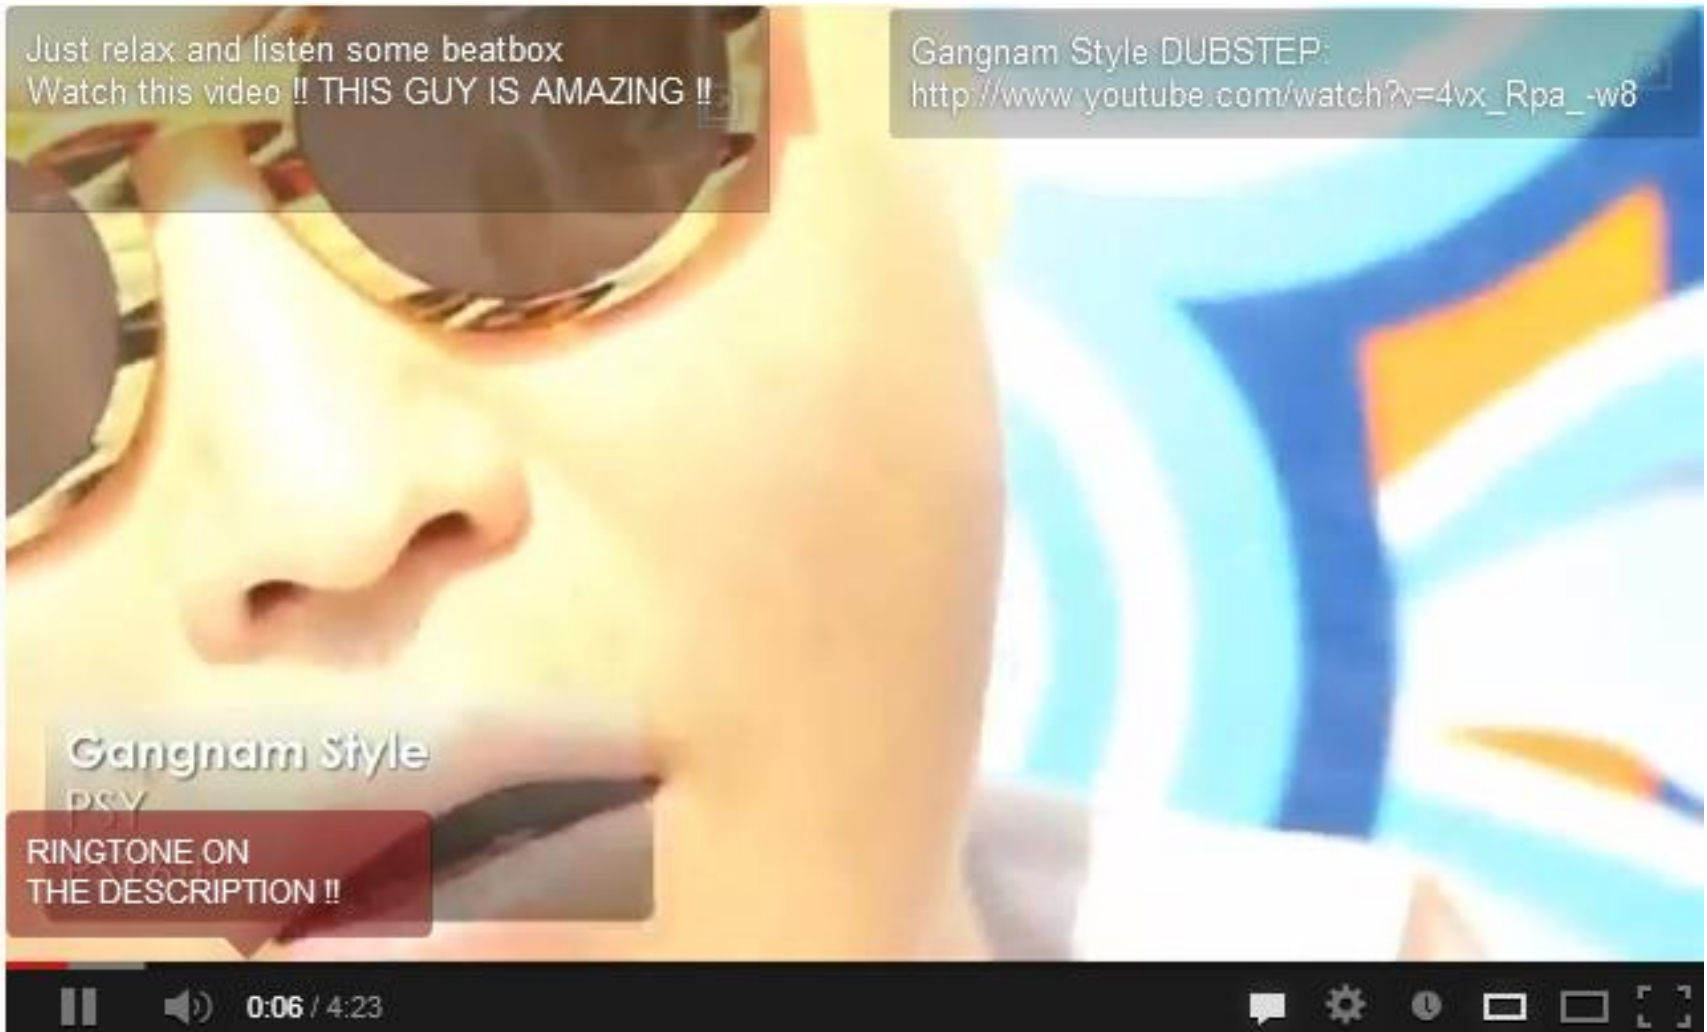 Just relax and listen some beatbox
Watch this video !! THIS GUY IS AMAZING !!
Gangnam Style DUBSTEP:
http://www.youtube.com/watch?v=4vx_Rpa_-w8
Gangnam Style
PSY
RINGTONE ON
THE DESCRIPTION !!
0:06 / 4:23